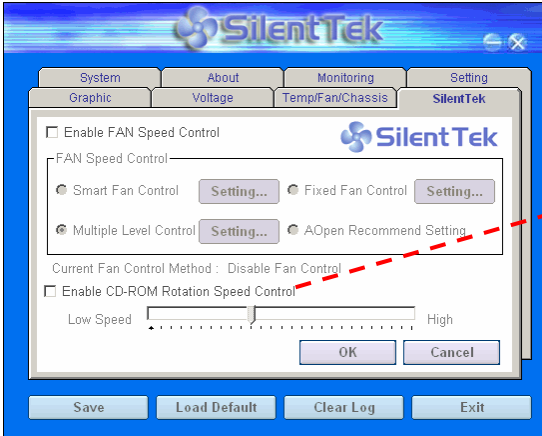 SilentTek
System About Monitoring Setting
Graphic Voltage Temp/Fan/Chassis SilentTek
Enable FAN Speed Control
SilentTek
FAN Speed Control
Smart Fan Control Setting... Fixed Fan Control Setting...
Multiple Level Control Setting... AOpen Recommend Setting
Current Fan Control Method : Disable Fan Control
Enable CD-ROM Rotation Speed Control
Low Speed High
OK Cancel
Save Load Default Clear Log Exit